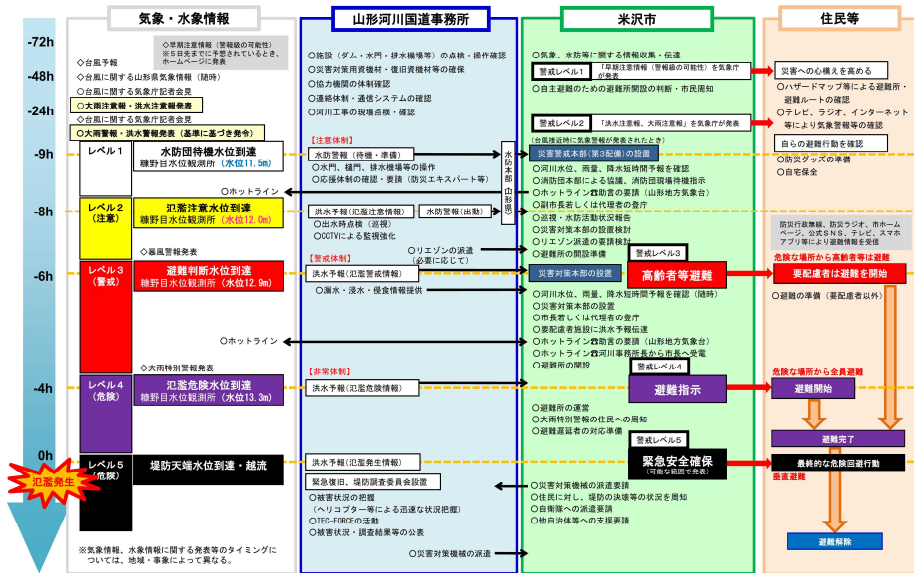 気象・水象情報
山形河川国道事務所
米沢市
住民等
-72h
-48h
-24h
-9h
-8h
-6h
-4h
0h
氾濫発生
◇早期注意情報（警報級の可能性）
※５日先までに予想されているとき、
ホームページに発表
◇台風予報
◇台風に関する山形県気象情報（随時）
◇台風に関する気象庁記者会見
◇大雨注意報・洪水注意報発表
◇台風に関する気象庁記者会見
◇大雨警報・洪水警報発表（基準に基づき発令）
レベル１
水防団待機水位到達
糠野目水位観測所（水位11.5m）
〇ホットライン
レベル２
（注意）
氾濫注意水位到達
糠野目水位観測所（水位12.0m）
◇暴風警報発表
レベル３
（警戒）
避難判断水位到達
糠野目水位観測所（水位12.9m）
〇ホットライン
◇大雨特別警報発表
レベル４
（危険）
氾濫危険水位到達
糠野目水位観測所（水位13.3m）
レベル５
（危険）
堤防天端水位到達・越流
※気象情報、水象情報に関する発表等のタイミングに
ついては、地域・事象によって異なる。
〇施設（ダム・水門・排水機場等）の点検・操作確認
〇災害対策用資機材・復旧資機材等の確保
〇協力機関の体制確認
〇連絡体制・通信システムの確認
〇河川工事の現場点検・確認
【注意体制】
水防警報（待機・準備）
〇水門、樋門、排水機場等の操作
〇応援体制の確認・要請（防災エキスパート等）
水防本部（山形県）
洪水予報（氾濫注意情報）
水防警報（出動）
〇出水時点検（巡視）
〇CCTVによる監視強化
〇リエゾンの派遣
（必要に応じて）
【警戒体制】
洪水予報（氾濫警戒情報）
〇漏水・浸水・侵食情報提供
【非常体制】
洪水予報（氾濫危険情報）
洪水予報（氾濫発生情報）
緊急復旧、堤防調査委員会設置
〇被害状況の把握
（ヘリコプター等による迅速な状況把握）
〇TEC-FORCEの活動
〇被害状況・調査結果等の公表
〇災害対策機械の派遣
〇気象、水防等に関する情報収集・伝達
警戒レベル１
「早期注意情報（警報級の可能性）を気象庁が発表
〇自主避難のための避難所開設の判断・市民周知
警戒レベル２
「洪水注意報、大雨注意報」を気象庁が発表
（台風接近時に気象警報が発表されたとき）
災害警戒本部（第3配備）の設置
〇河川水位、雨量、降水短時間予報を確認
〇消防団本部による協議、消防団現場待機指示
〇ホットライン☎助言の要請（山形地方気象台）
〇副市長若しくは代理者の登庁
〇巡視・水防活動状況報告
〇災害対策本部の設置検討
〇リエゾン派遣の要請検討
〇避難所の開設準備
警戒レベル３
災害対策本部の設置
高齢者等避難
〇河川水位、雨量、降水短時間予報を確認（随時）
〇災害対策本部の設置
〇市長若しくは代理者の登庁
〇要配慮者施設に洪水予報伝達
〇ホットライン☎助言の要請（山形地方気象台）
〇ホットライン☎河川事務所長から市長へ受電
〇避難所の開設
警戒レベル４
避難指示
〇避難所の運営
〇大雨特別警報の住民への周知
〇避難遅延者の対応準備
警戒レベル５
緊急安全確保
（可能な範囲で発表）
〇災害対策機械の派遣要請
〇住民に対し、堤防の決壊等の状況を周知
〇自衛隊への派遣要請
〇他自治体等への支援要請
災害への心構えを高める
〇ハザードマップ等による避難所・
避難ルートの確認
〇テレビ、ラジオ、インターネット
等により気象警報等の確認
自らの避難行動を確認
〇防災グッズの準備
〇自宅保全
防災行政無線、防災ラジオ、市ホーム
ページ、公式ＳＮＳ、テレビ、スマホ
アプリ等により避難情報を受信
危険な場所から高齢者等は避難
要配慮者は避難を開始
〇避難の準備（要配慮者以外）
危険な場所から全員避難
避難開始
避難完了
最終的な危険回避行動
垂直避難
避難解除